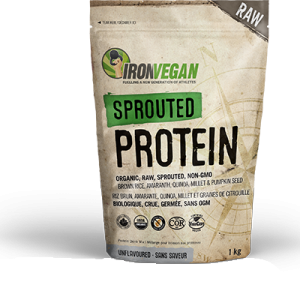 RAW
IRONVEGAN
FUELLING A NEW GENERATION OF ATHLETES
SPROUTED
PROTEIN
ORGANIC, RAW, SPROUTED, NON-GMO
BROWN RICE, AMARANTH, QUINOA, MILLET & PUMPKIN SEED
RIZ BRUN, AMARANTE, QUINOA, MILLET ET GRAINES DE CITROUILLE
BIOLOGIQUE, CRUE, GERMÉE, SANS OGM
COR
1 kg
UNFLAVOURED • SANS SAVEUR